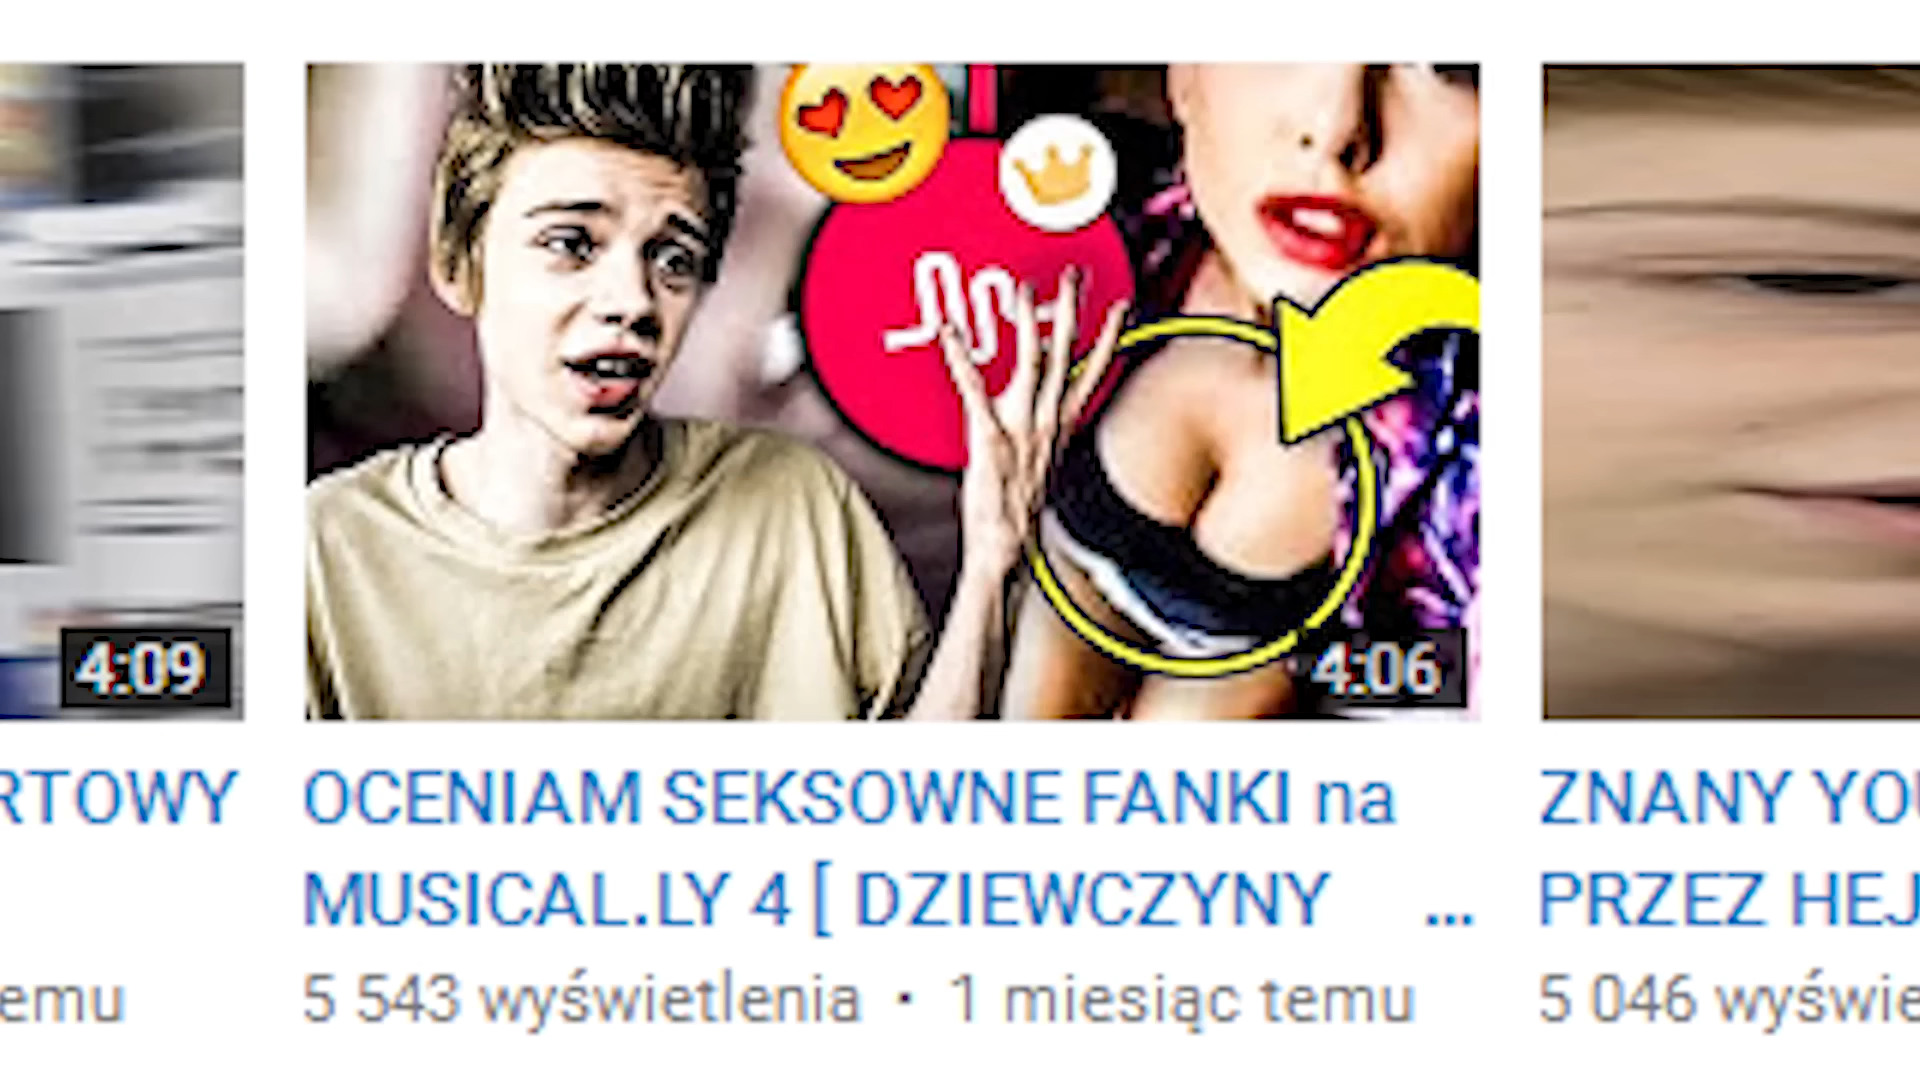 4:09
4:06
RTOWY
OCENIAM SEKSOWNE FANKI na
MUSICAL.LY 4 [ DZIEWCZYNY ...
5 543 wyświetlenia • 1 miesiąc temu
emu
ZNANY YOU
PRZEZ HEJ
5 046 wyświe